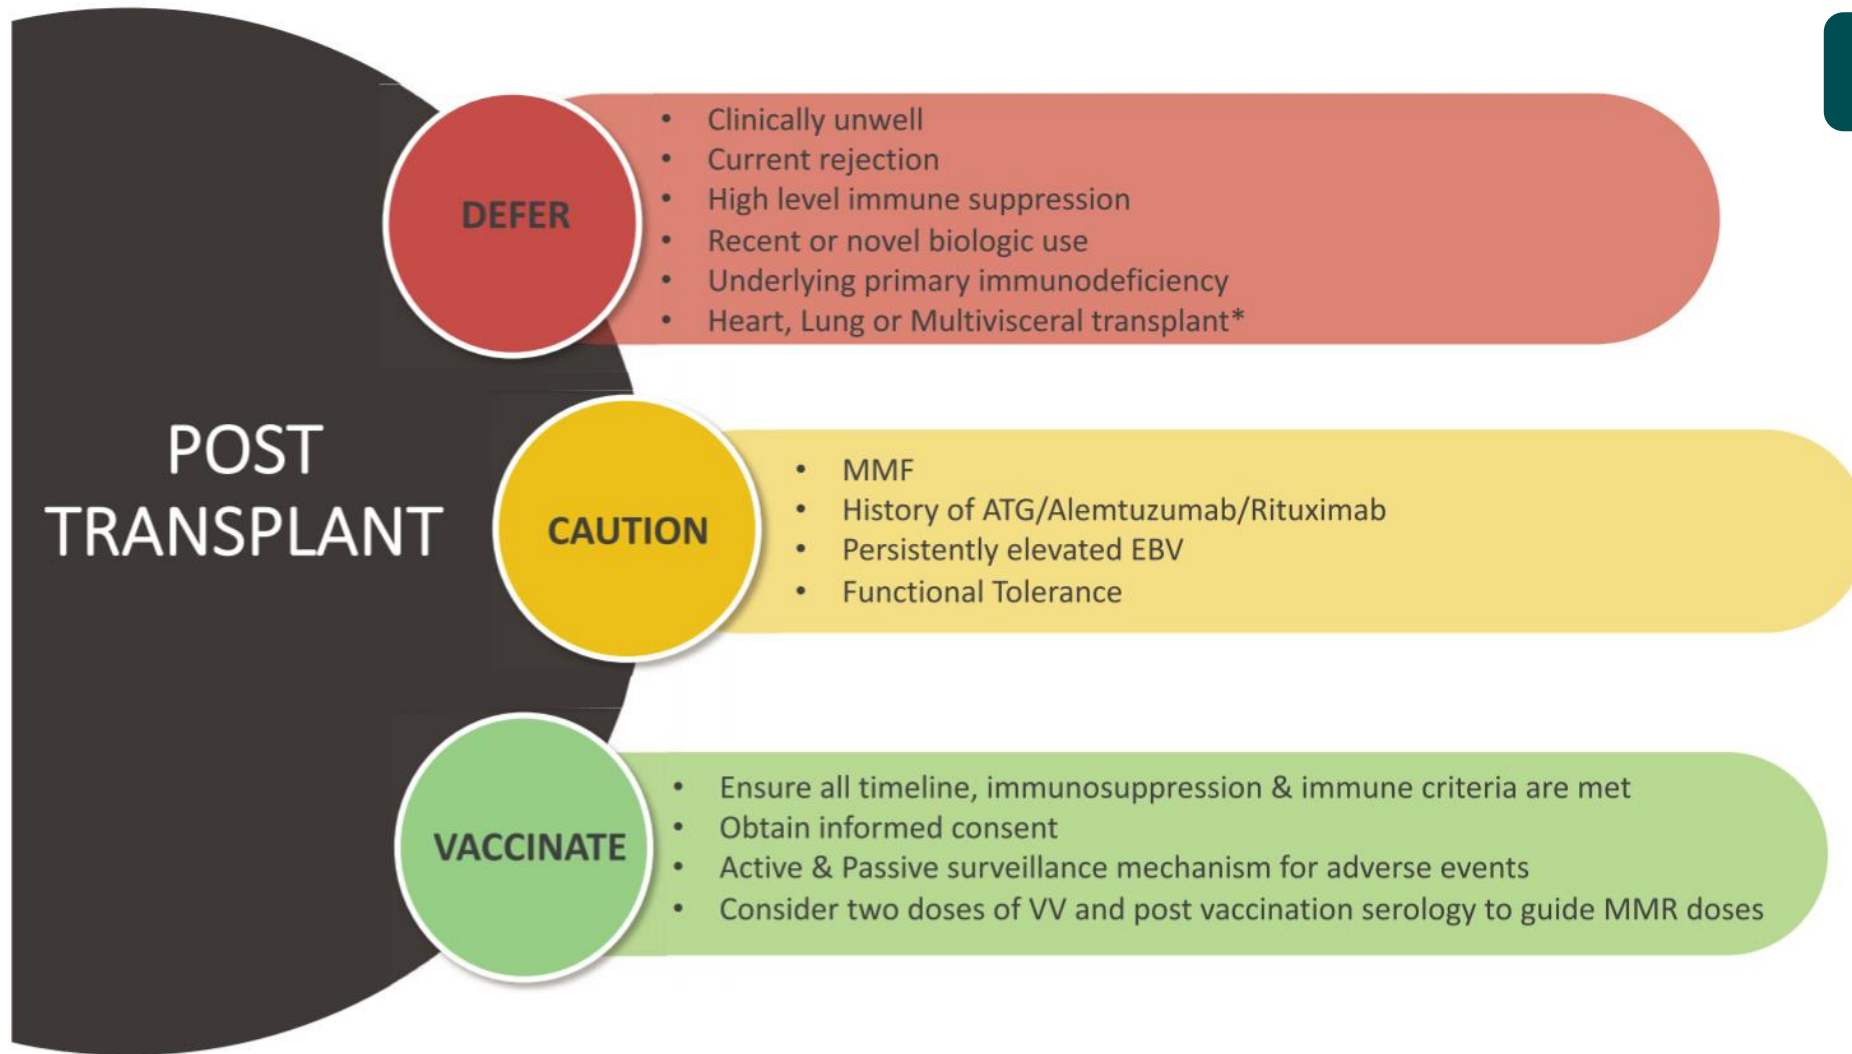 POST
TRANSPLANT
DEFER
• Clinically unwell
• Current rejection
• High level immune suppression
• Recent or novel biologic use
• Underlying primary immunodeficiency
• Heart, Lung or Multivisceral transplant*
CAUTION
• MMF
• History of ATG/Alemtuzumab/Rituximab
• Persistently elevated EBV
• Functional Tolerance
VACCINATE
• Ensure all timeline, immunosuppression & immune criteria are met
• Obtain informed consent
• Active & Passive surveillance mechanism for adverse events
• Consider two doses of VV and post vaccination serology to guide MMR doses